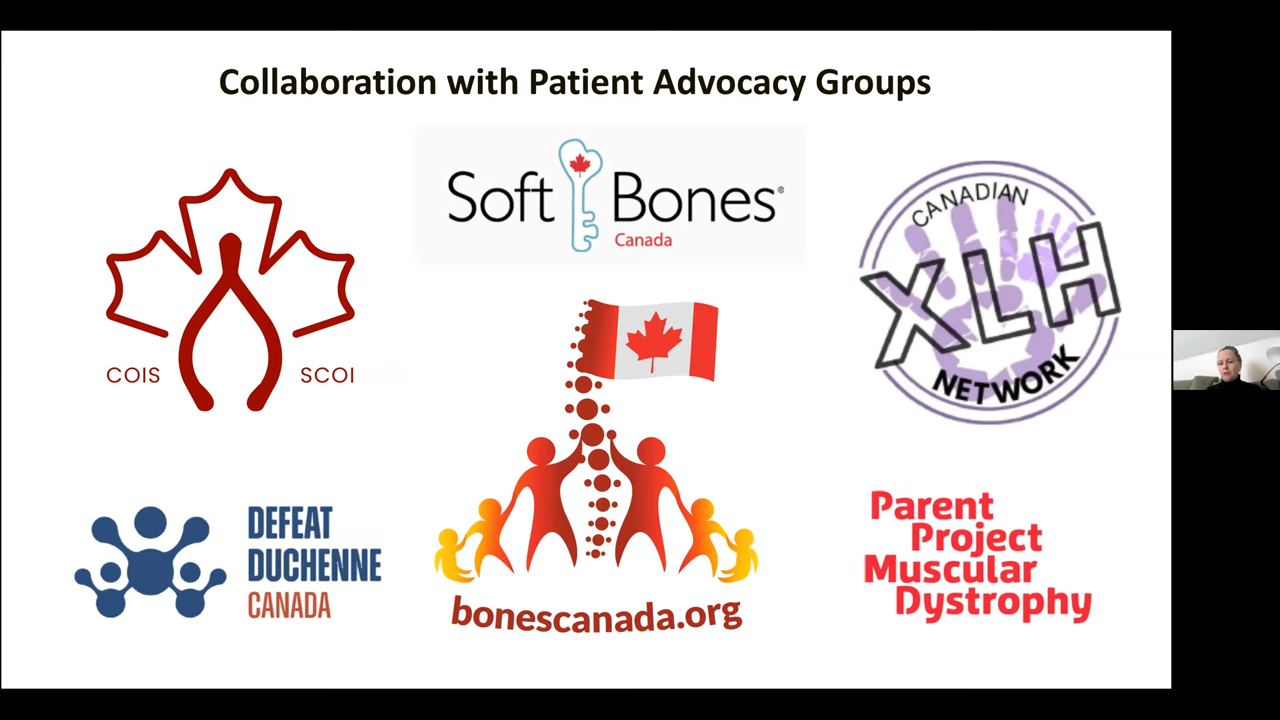 Collaboration with Patient Advocacy Groups
COIS SCOI
Soft Bones®
Canada
CANADIAN
XLH
NETWORK
DEFEAT
DUCHENNE
CANADA
bonescanada.org
Parent
Project
Muscular
Dystrophy